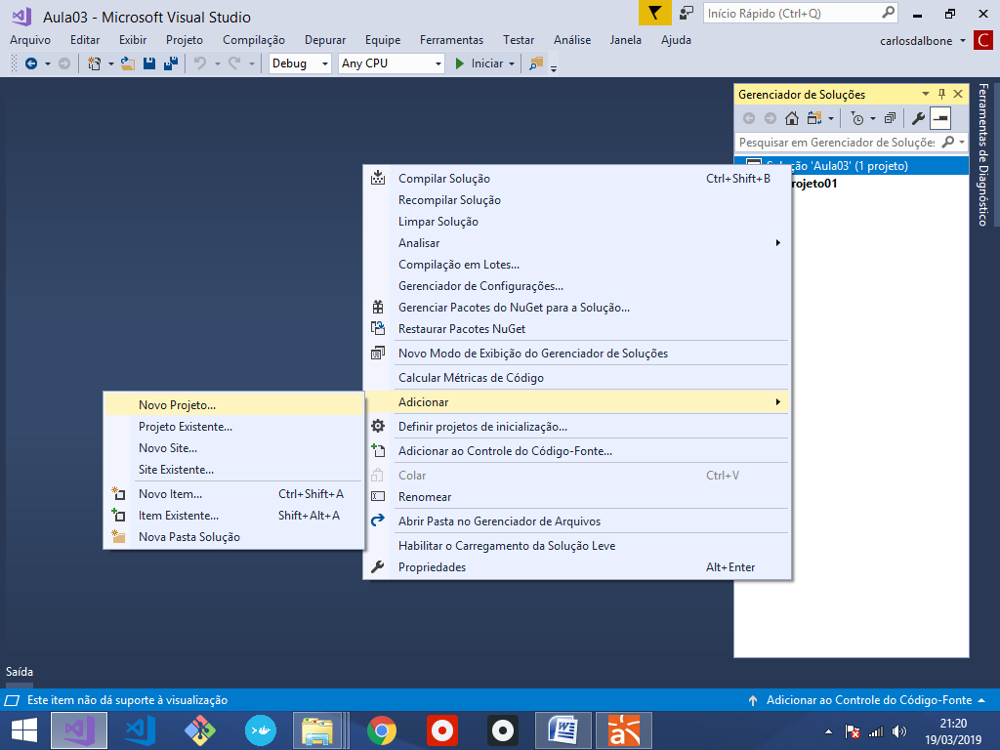 Aula03 - Microsoft Visual Studio
Início Rápido (Ctrl+Q)
Arquivo Editar Exibir Projeto Compilação Depurar Equipe Ferramentas Testar Análise Janela Ajuda
carlosdalbone
C
Debug
Any CPU
Iniciar
Gerenciador de Soluções
Pesquisar em Gerenciador de Soluções
'Aula03' (1 projeto)
Ferramentas de Diagnóstico
Compilar Solução Ctrl+Shift+B
Recompilar Solução
Limpar Solução
Analisar
Compilação em Lotes...
Gerenciador de Configurações...
Gerenciar Pacotes do NuGet para a Solução...
Restaurar Pacotes NuGet
Novo Modo de Exibição do Gerenciador de Soluções
Calcular Métricas de Código
Adicionar
Definir projetos de inicialização...
Adicionar ao Controle do Código-Fonte...
Colar Ctrl+V
Renomear
Abrir Pasta no Gerenciador de Arquivos
Habilitar o Carregamento da Solução Leve
Propriedades Alt+Enter
Novo Projeto...
Projeto Existente...
Novo Site...
Site Existente...
Novo Item... Ctrl+Shift+A
Item Existente... Shift+Alt+A
Nova Pasta Solução
Saída
Este item não dá suporte à visualização
Adicionar ao Controle do Código-Fonte
21:20
19/03/2019